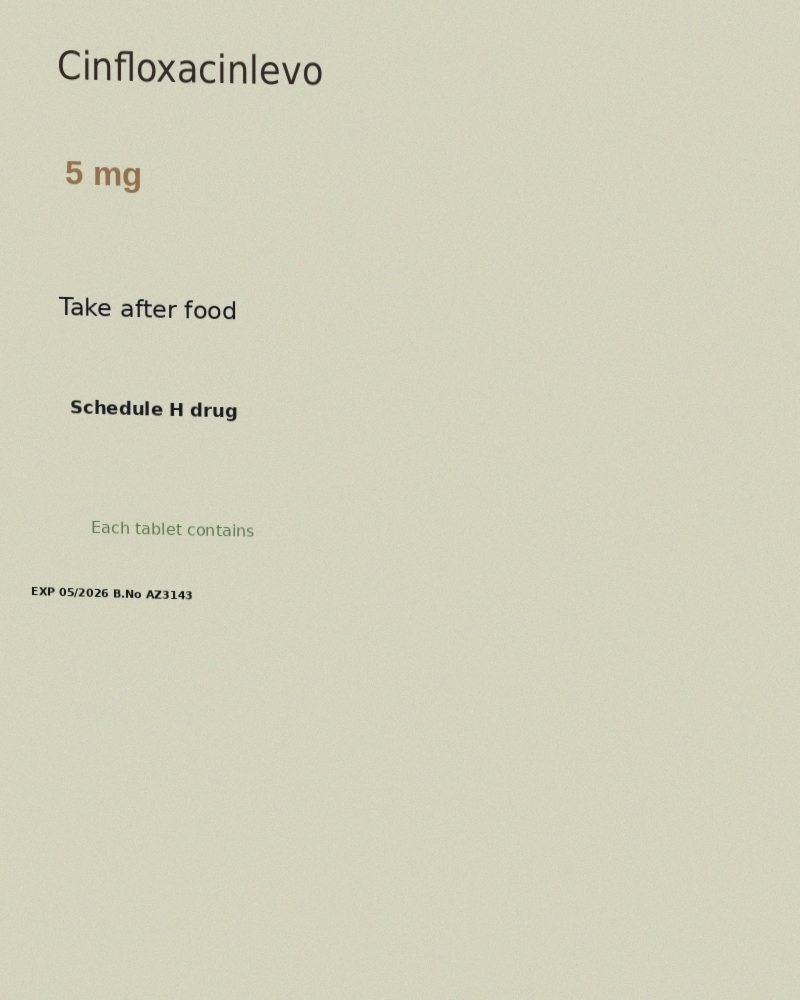 Cinfloxacinlevo
5 mg
Take after food
Schedule H drug
Each tablet contains
EXP 05/2026 B.No AZ3143